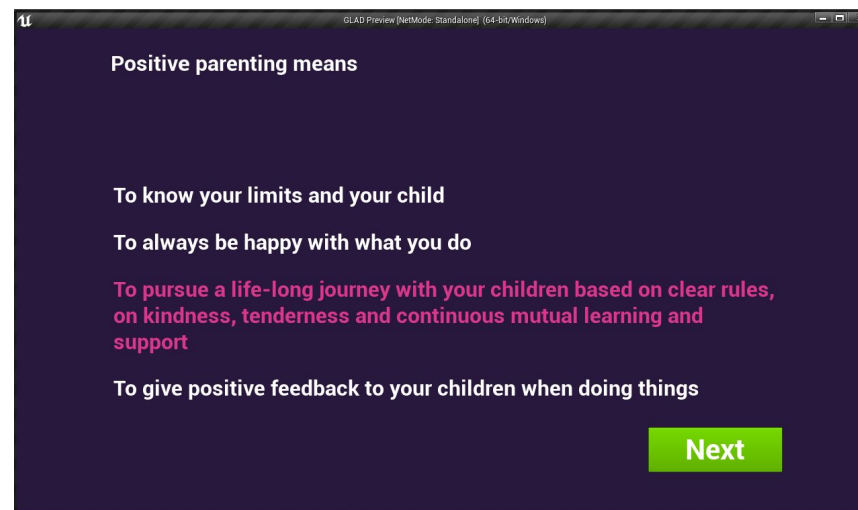 GLAD Preview [NetMode: Standalone] (64-bit/Windows)
Positive parenting means
To know your limits and your child
To always be happy with what you do
To pursue a life-long journey with your children based on clear rules,
on kindness, tenderness and continuous mutual learning and
support
To give positive feedback to your children when doing things
Next